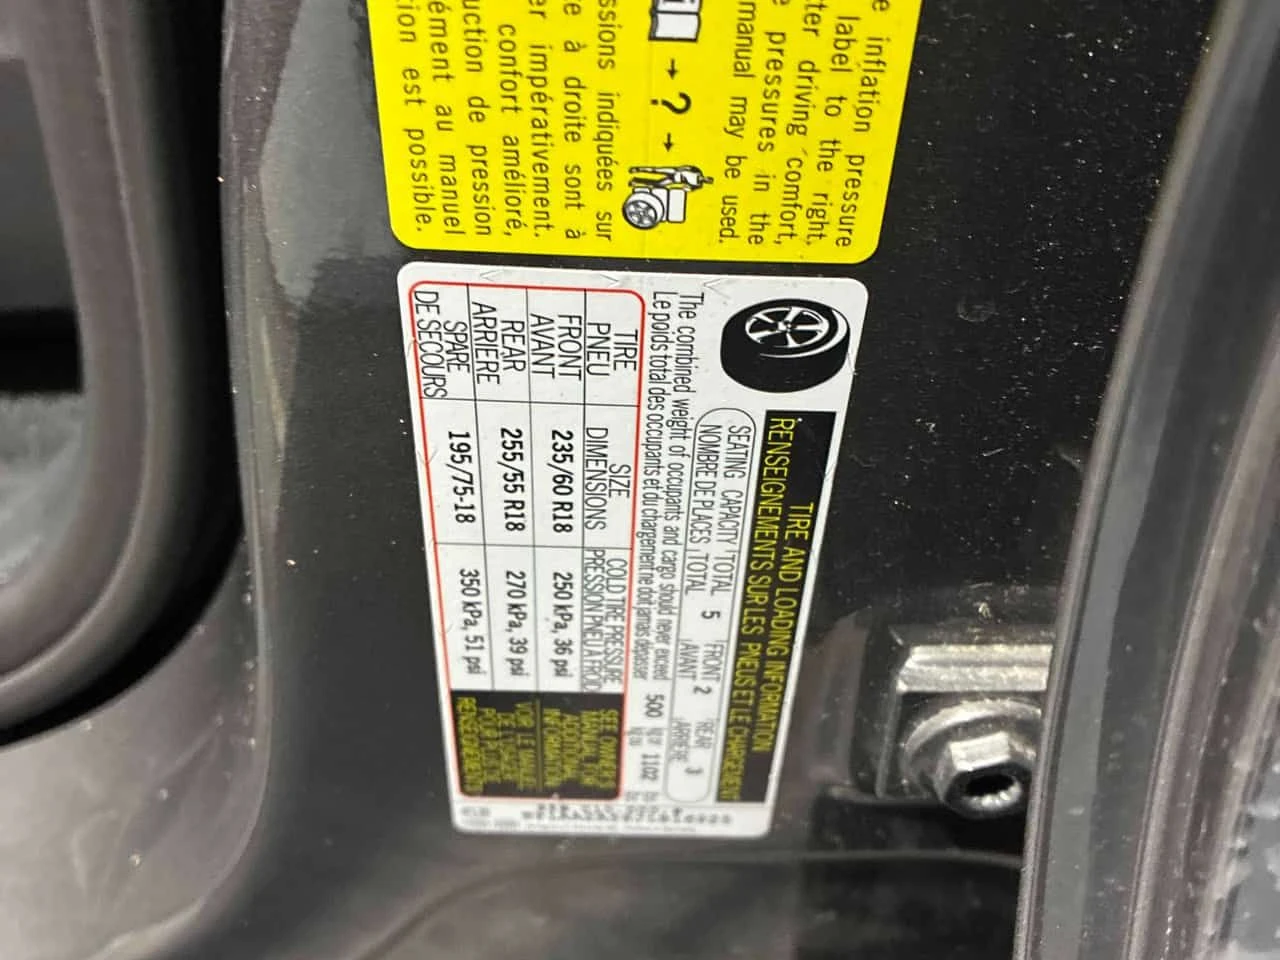 e inflation pressure
label to the right,
tter driving comfort,
e pressures in the
manual may be used.
→ ? →
ssions indiquées sur
e à droite sont à
er impérativement.
confort amélioré,
uction de pression
ément au manuel
tion est possible.
TIRE AND LOADING INFORMATION
RENSEIGNEMENTS SUR LES PNEUS ET LE CHARGEMENT
SEATING CAPACITY TOTAL 5 FRONT 2 REAR 3
NOMBRE DE PLACES TOTAL AVANT ARRIÈRE
The combined weight of occupants and cargo should never exceed 500 kg or 1102
Le poids total des occupants et du chargement ne doit jamais dépasser
TIRE SIZE COLD TIRE PRESSURE
PNEU DIMENSIONS PRESSION PNEU A FROID
FRONT 235/60 R18 250 kPa, 36 psi
AVANT
REAR 255/55 R18 270 kPa, 39 psi
ARRIERE
SPARE 195/75-18 350 kPa, 51 psi
DE SECOURS
SEE OWNER'S
MANUAL FOR
ADDITIONAL
INFORMATION
VOIR LE MANUEL
DE L'USAGER
POUR PLUS DE
RENSEIGNEMENTS